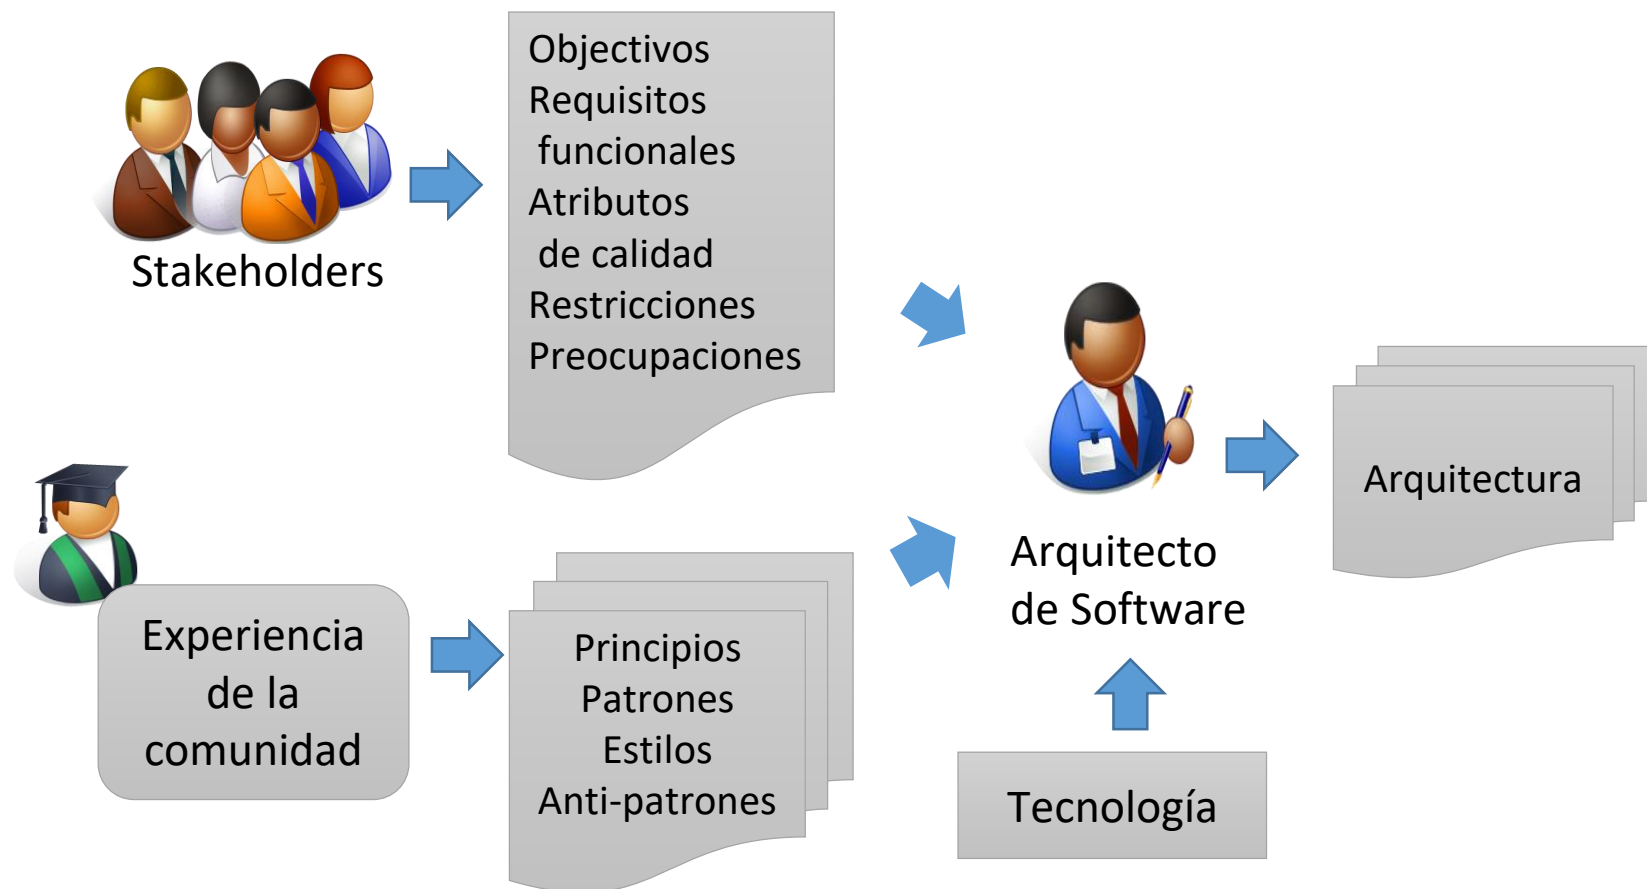 Stakeholders
Objectivos
Requisitos
funcionales
Atributos
de calidad
Restricciones
Preocupaciones
Experiencia
de la
comunidad
Principios
Patrones
Estilos
Anti-patrones
Arquitecto
de Software
Tecnología
Arquitectura